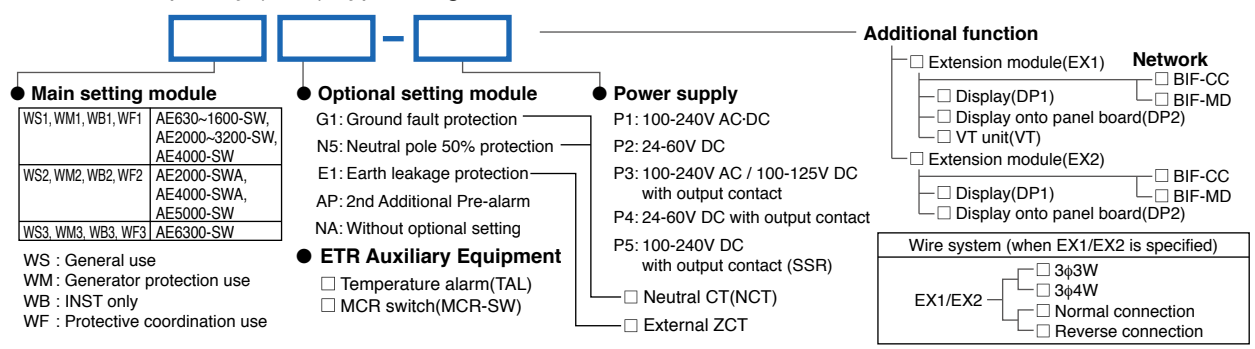 Additional function
□ Extension module(EX1)
Network
□ BIF-CC
□ BIF-MD
□ Display(DP1)
□ Display onto panel board(DP2)
□ VT unit(VT)
□ Extension module(EX2)
□ BIF-CC
□ BIF-MD
□ Display(DP1)
□ Display onto panel board(DP2)
● Main setting module
WS1, WM1, WB1, WF1 AE630~1600-SW,
AE2000~3200-SW,
AE4000-SW
WS2, WM2, WB2, WF2 AE2000-SWA,
AE4000-SWA,
AE5000-SW
WS3, WM3, WB3, WF3 AE6300-SW
WS : General use
WM : Generator protection use
WB : INST only
WF : Protective coordination use
● Optional setting module
G1: Ground fault protection
N5: Neutral pole 50% protection
E1: Earth leakage protection
AP: 2nd Additional Pre-alarm
NA: Without optional setting
● ETR Auxiliary Equipment
□ Temperature alarm(TAL)
□ MCR switch(MCR-SW)
● Power supply
P1: 100-240V AC·DC
P2: 24-60V DC
P3: 100-240V AC / 100-125V DC
with output contact
P4: 24-60V DC with output contact
P5: 100-240V DC
with output contact (SSR)
□ Neutral CT(NCT)
□ External ZCT
Wire system (when EX1/EX2 is specified)
EX1/EX2
□ 3ϕ3W
□ 3ϕ4W
□ Normal connection
□ Reverse connection